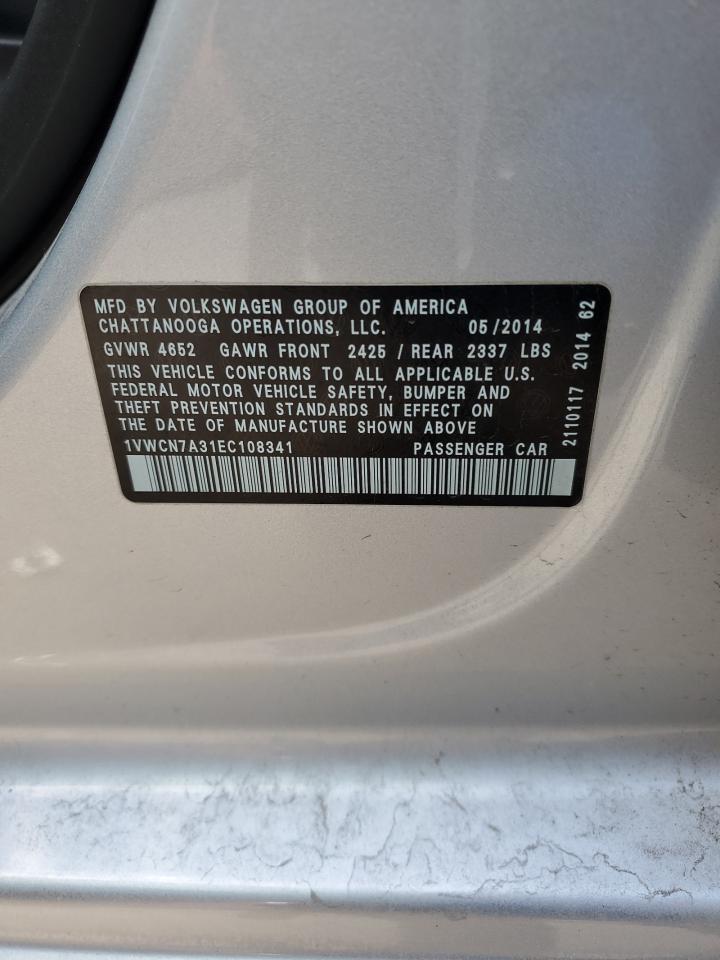 MFD BY VOLKSWAGEN GROUP OF AMERICA
CHATTANOOGA OPERATIONS, LLC. 05/2014
GVWR 4652 GAWR FRONT 2425 / REAR 2337 LBS
THIS VEHICLE CONFORMS TO ALL APPLICABLE U.S.
FEDERAL MOTOR VEHICLE SAFETY, BUMPER AND
THEFT PREVENTION STANDARDS IN EFFECT ON
THE DATE OF MANUFACTURE SHOWN ABOVE
1VWCN7A31EC108341 PASSENGER CAR
2110117 2014 62